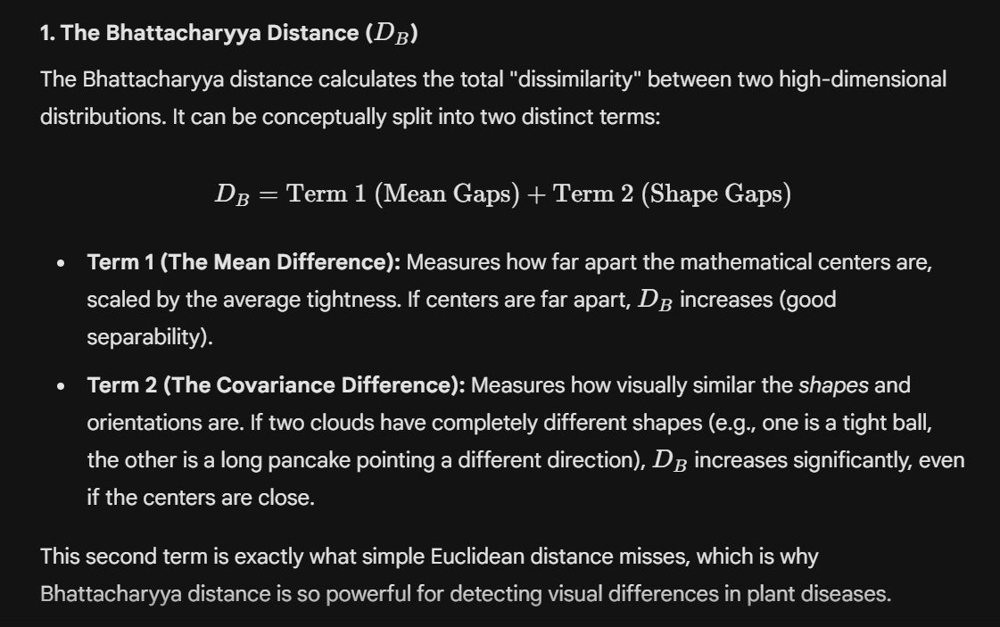 1. The Bhattacharyya Distance (D_B)
The Bhattacharyya distance calculates the total "dissimilarity" between two high-dimensional
distributions. It can be conceptually split into two distinct terms:
D_B = Term 1 (Mean Gaps) + Term 2 (Shape Gaps)
• Term 1 (The Mean Difference): Measures how far apart the mathematical centers are,
scaled by the average tightness. If centers are far apart, D_B increases (good
separability).
• Term 2 (The Covariance Difference): Measures how visually similar the shapes and
orientations are. If two clouds have completely different shapes (e.g., one is a tight ball,
the other is a long pancake pointing a different direction), D_B increases significantly, even
if the centers are close.
This second term is exactly what simple Euclidean distance misses, which is why
Bhattacharyya distance is so powerful for detecting visual differences in plant diseases.